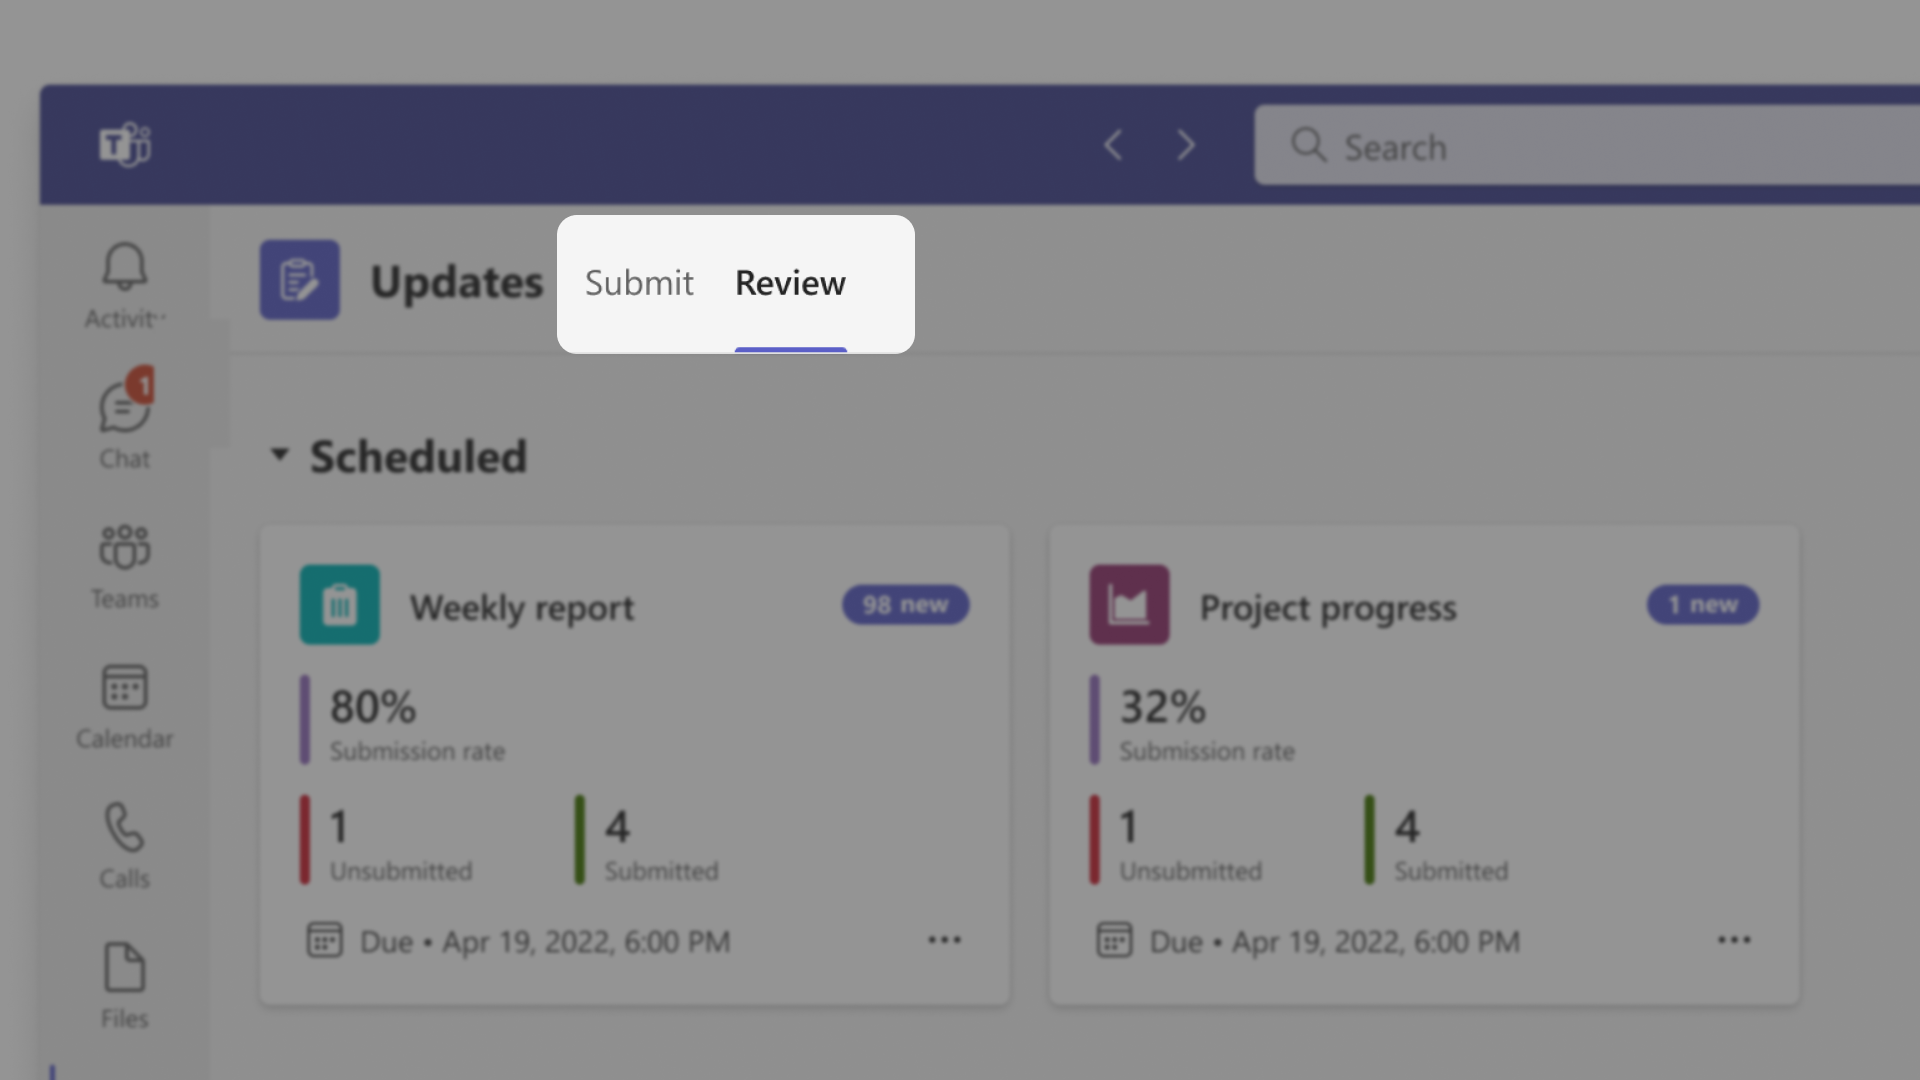 T
Search
Activit··
Updates
Submit
Review
1
Chat
Scheduled
Teams
Weekly report
98 new
Project progress
1 new
80%
Submission rate
32%
Submission rate
Calendar
1
Unsubmitted
4
Submitted
1
Unsubmitted
4
Submitted
Calls
Due • Apr 19, 2022, 6:00 PM
Due • Apr 19, 2022, 6:00 PM
Files